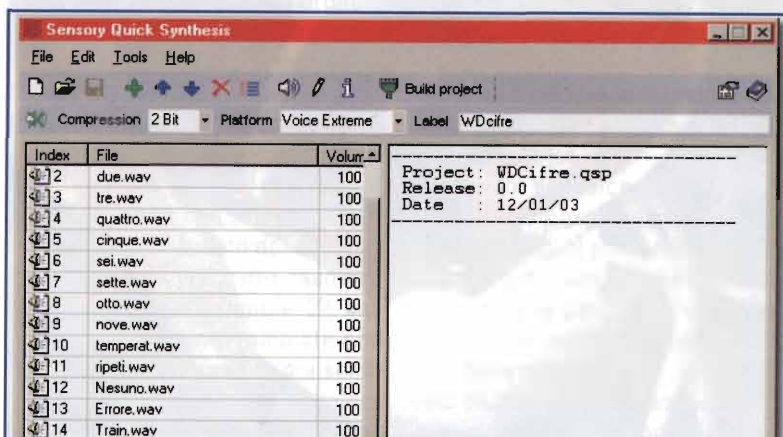 Sensory Quick Synthesis
File Edit Tools Help
Build project
Compression 2 Bit Platform Voice Extreme Label WDcifre
Index File Volum
2 due.wav 100
3 tre.wav 100
4 quattro.wav 100
5 cinque.wav 100
6 sei.wav 100
7 sette.wav 100
8 otto.wav 100
9 nove.wav 100
10 temperat.wav 100
11 ripeti.wav 100
12 Nesuno.wav 100
13 Errore.wav 100
14 Train.wav 100
Project: WDCifre.qsp
Release: 0.0
Date : 12/01/03